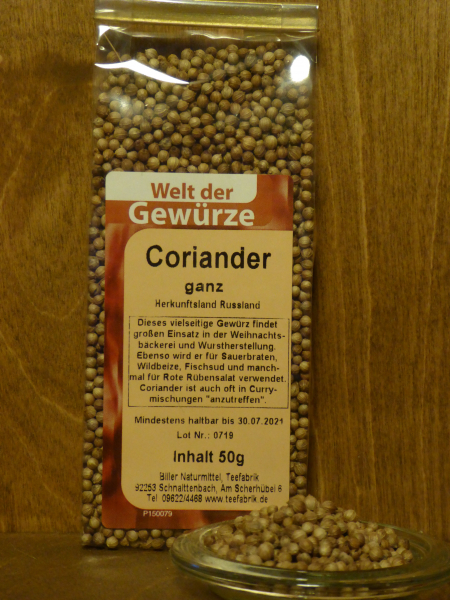 Welt der
Gewürze
Coriander
ganz
Herkunftsland Russland
Dieses vielseitige Gewürz findet
großen Einsatz in der Weihnachts-
bäckerei und Wurstherstellung.
Ebenso wird er für Sauerbraten,
Wildbeize, Fischsud und manch-
mal für Rote Rübensalat verwendet.
Coriander ist auch oft in Curry-
mischungen "anzutreffen".
Mindestens haltbar bis 30.07.2021
Lot Nr.: 0719
Inhalt 50g
Biller Naturmittel, Teefabrik
92253 Schnaittenbach, Am Scherhübel 6
Tel. 09622/4468 www.teefabrik.de
P150079